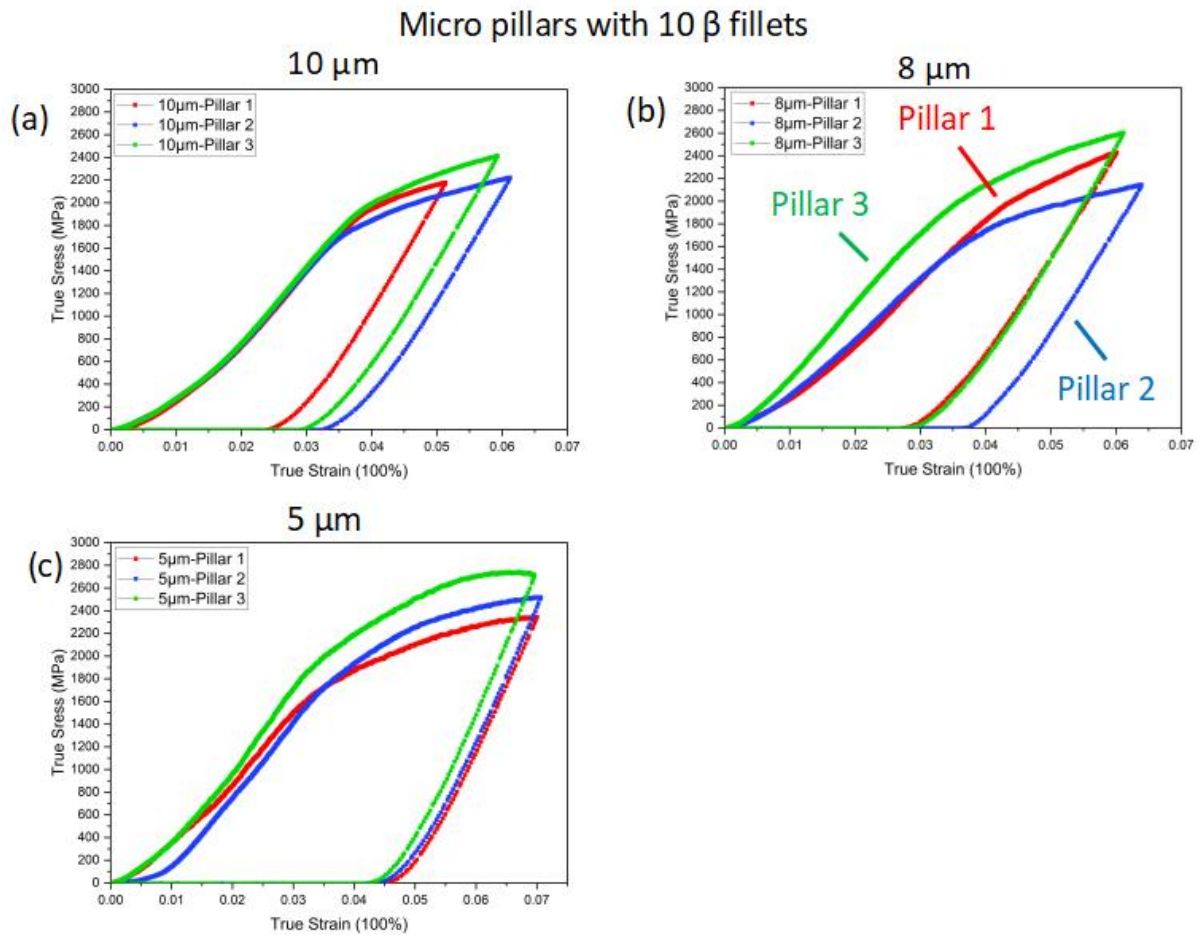 Micro pillars with 10 β fillets
10 μm
(a)
10μm-Pillar 1
10μm-Pillar 2
10μm-Pillar 3
3000
2800
2600
2400
2200
2000
1800
1600
1400
1200
1000
800
600
400
200
0
True Sress (MPa)
0.00 0.01 0.02 0.03 0.04 0.05 0.06 0.07
True Strain (100%)
8 μm
(b)
8μm-Pillar 1
8μm-Pillar 2
8μm-Pillar 3
Pillar 1
Pillar 3
Pillar 2
3000
2800
2600
2400
2200
2000
1800
1600
1400
1200
1000
800
600
400
200
0
True Sress (MPa)
0.00 0.01 0.02 0.03 0.04 0.05 0.06 0.07
True Strain (100%)
5 μm
(c)
5μm-Pillar 1
5μm-Pillar 2
5μm-Pillar 3
3000
2800
2600
2400
2200
2000
1800
1600
1400
1200
1000
800
600
400
200
0
True Sress (MPa)
0.00 0.01 0.02 0.03 0.04 0.05 0.06 0.07
True Strain (100%)